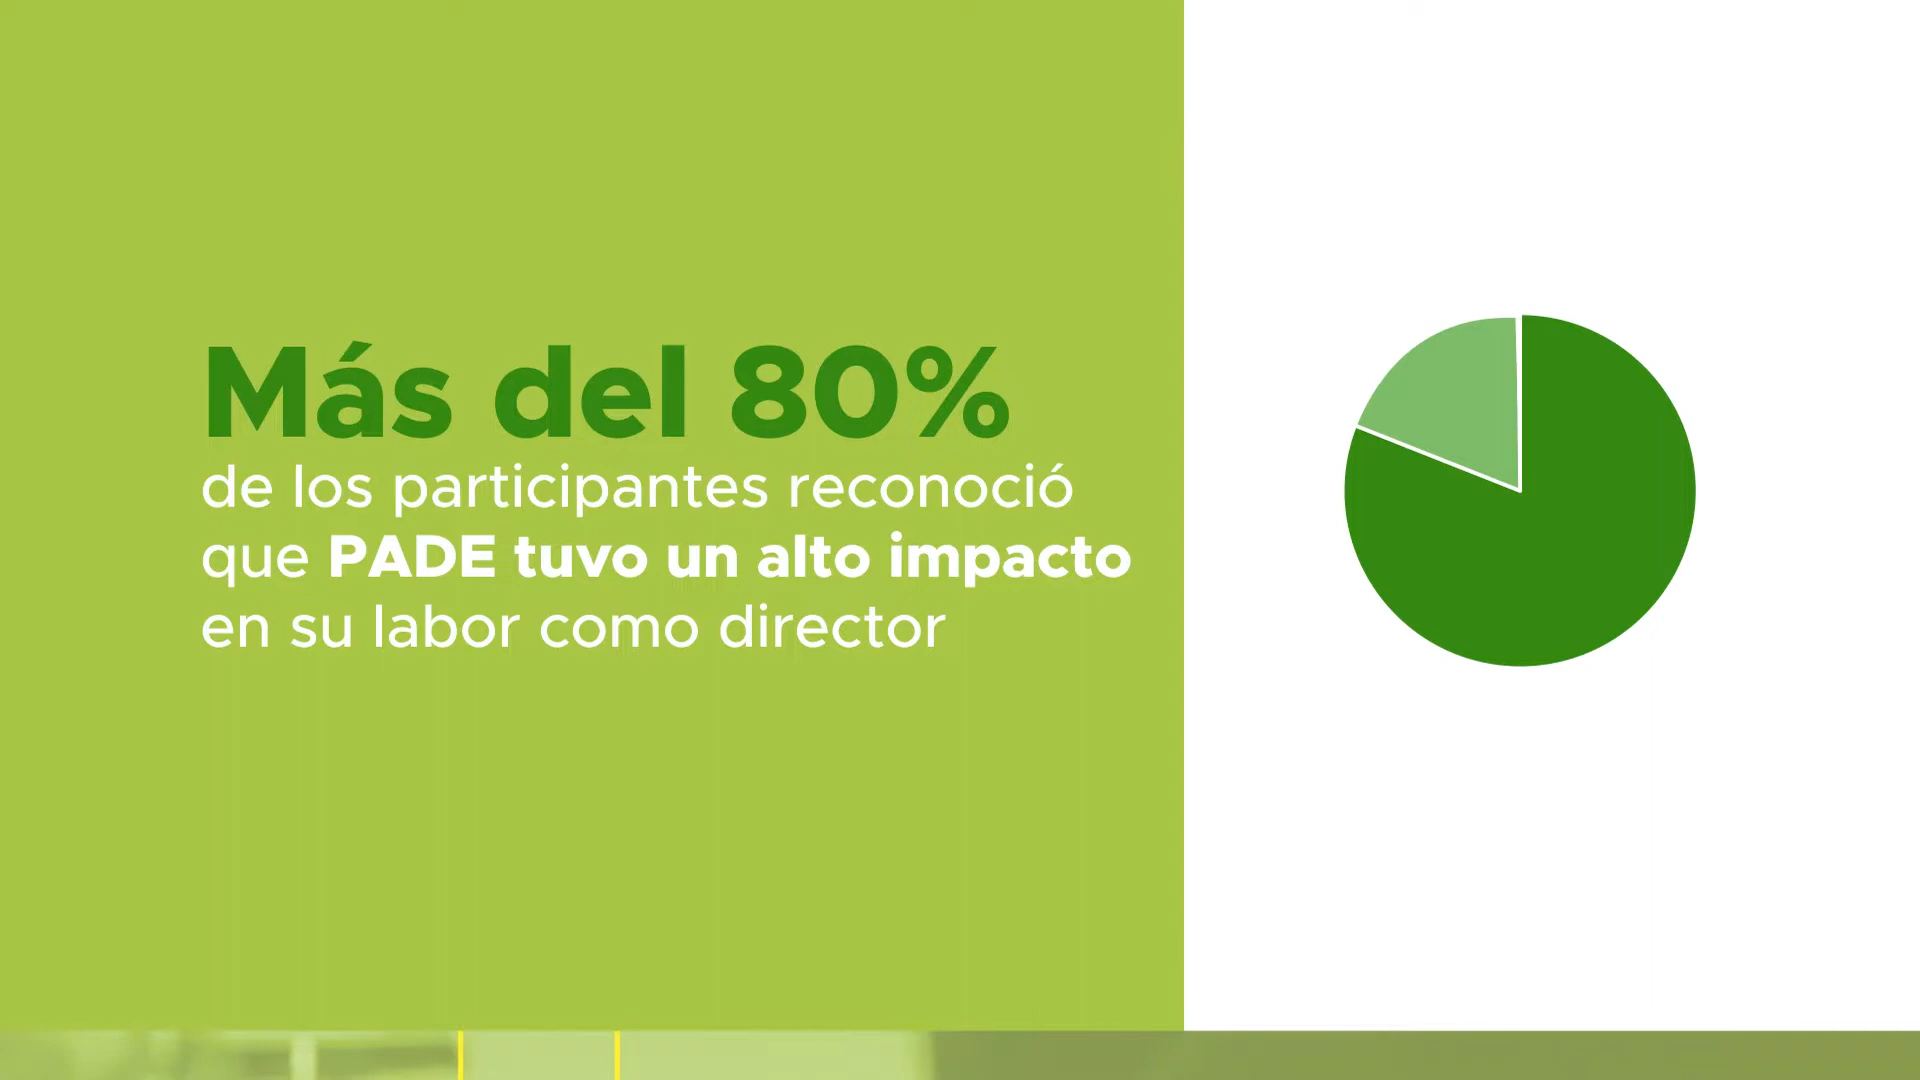 Más del 80%
de los participantes reconoció
que PADE tuvo un alto impacto
en su labor como director